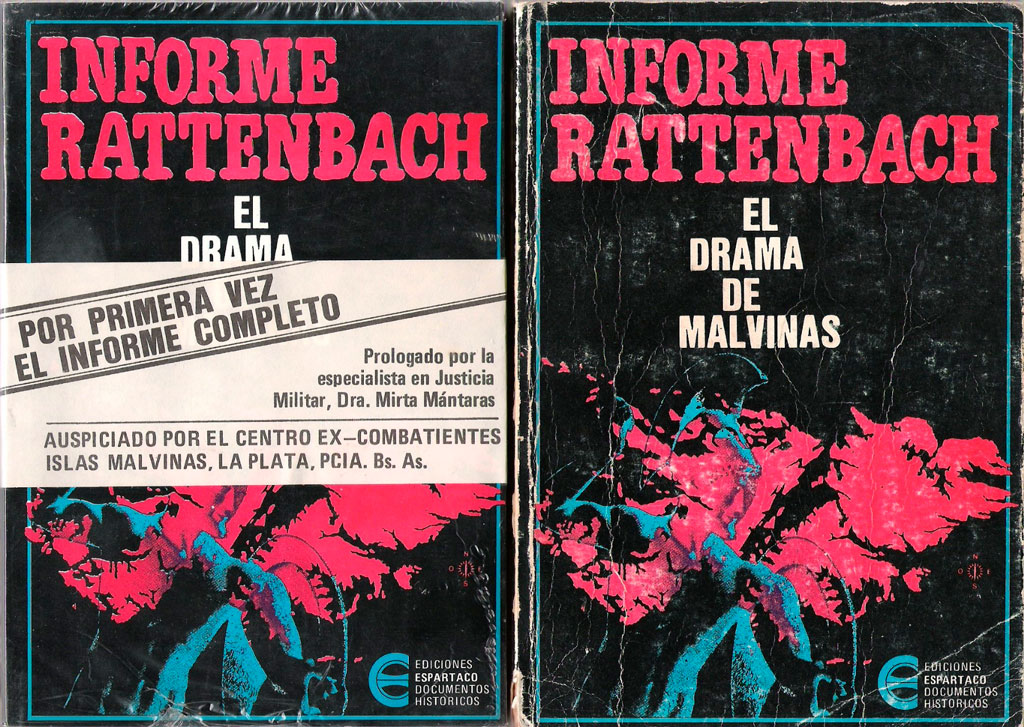 INFORME
RATTENBACH
EL
DRAMA
POR PRIMERA VEZ
EL INFORME COMPLETO
Prologado por la
especialista en Justicia
Militar, Dra. Mirta Mántaras
AUSPICIADO POR EL CENTRO EX-COMBATIENTES
ISLAS MALVINAS, LA PLATA, PCIA. Bs. As.
EDICIONES
ESPARTACO
DOCUMENTOS
HISTORICOS
INFORME
RATTENBACH
EL
DRAMA
DE
MALVINAS
N
O E
S
EDICIONES
ESPARTACO
DOCUMENTOS
HISTORICOS